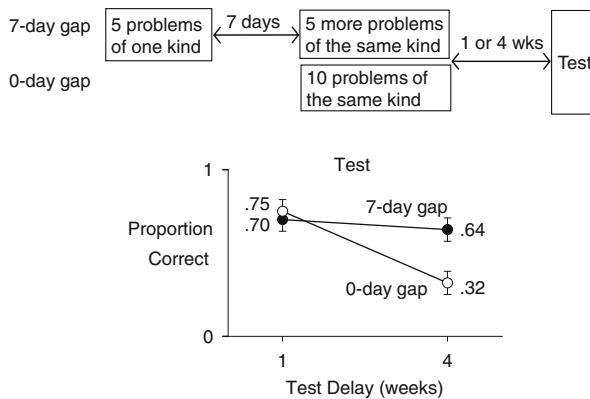 7-day gap
5 problems
of one kind
7 days
5 more problems
of the same kind
1 or 4 wks
Test
0-day gap
10 problems of
the same kind
Test
1
.75
.70
7-day gap
.64
Proportion
Correct
0-day gap
.32
0
1
4
Test Delay (weeks)